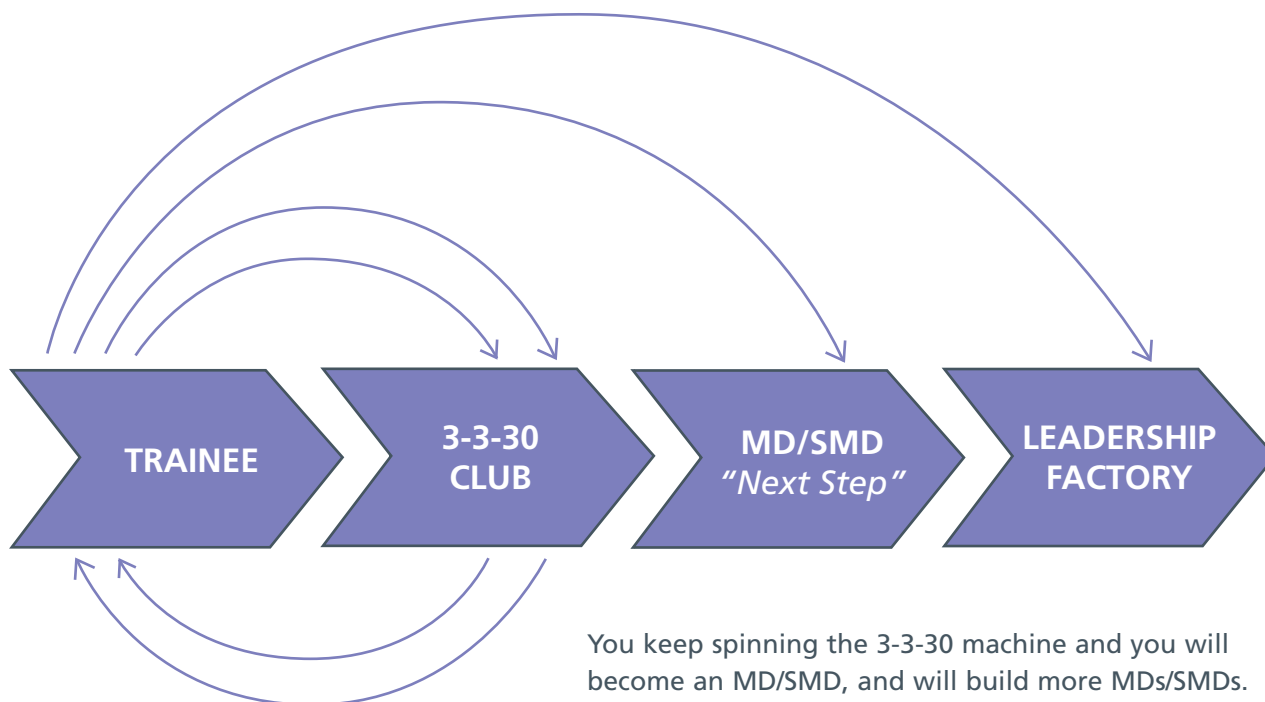 TRAINEE
3-3-30
CLUB
MD/SMD
“Next Step”
LEADERSHIP
FACTORY
You keep spinning the 3-3-30 machine and you will
become an MD/SMD, and will build more MDs/SMDs.